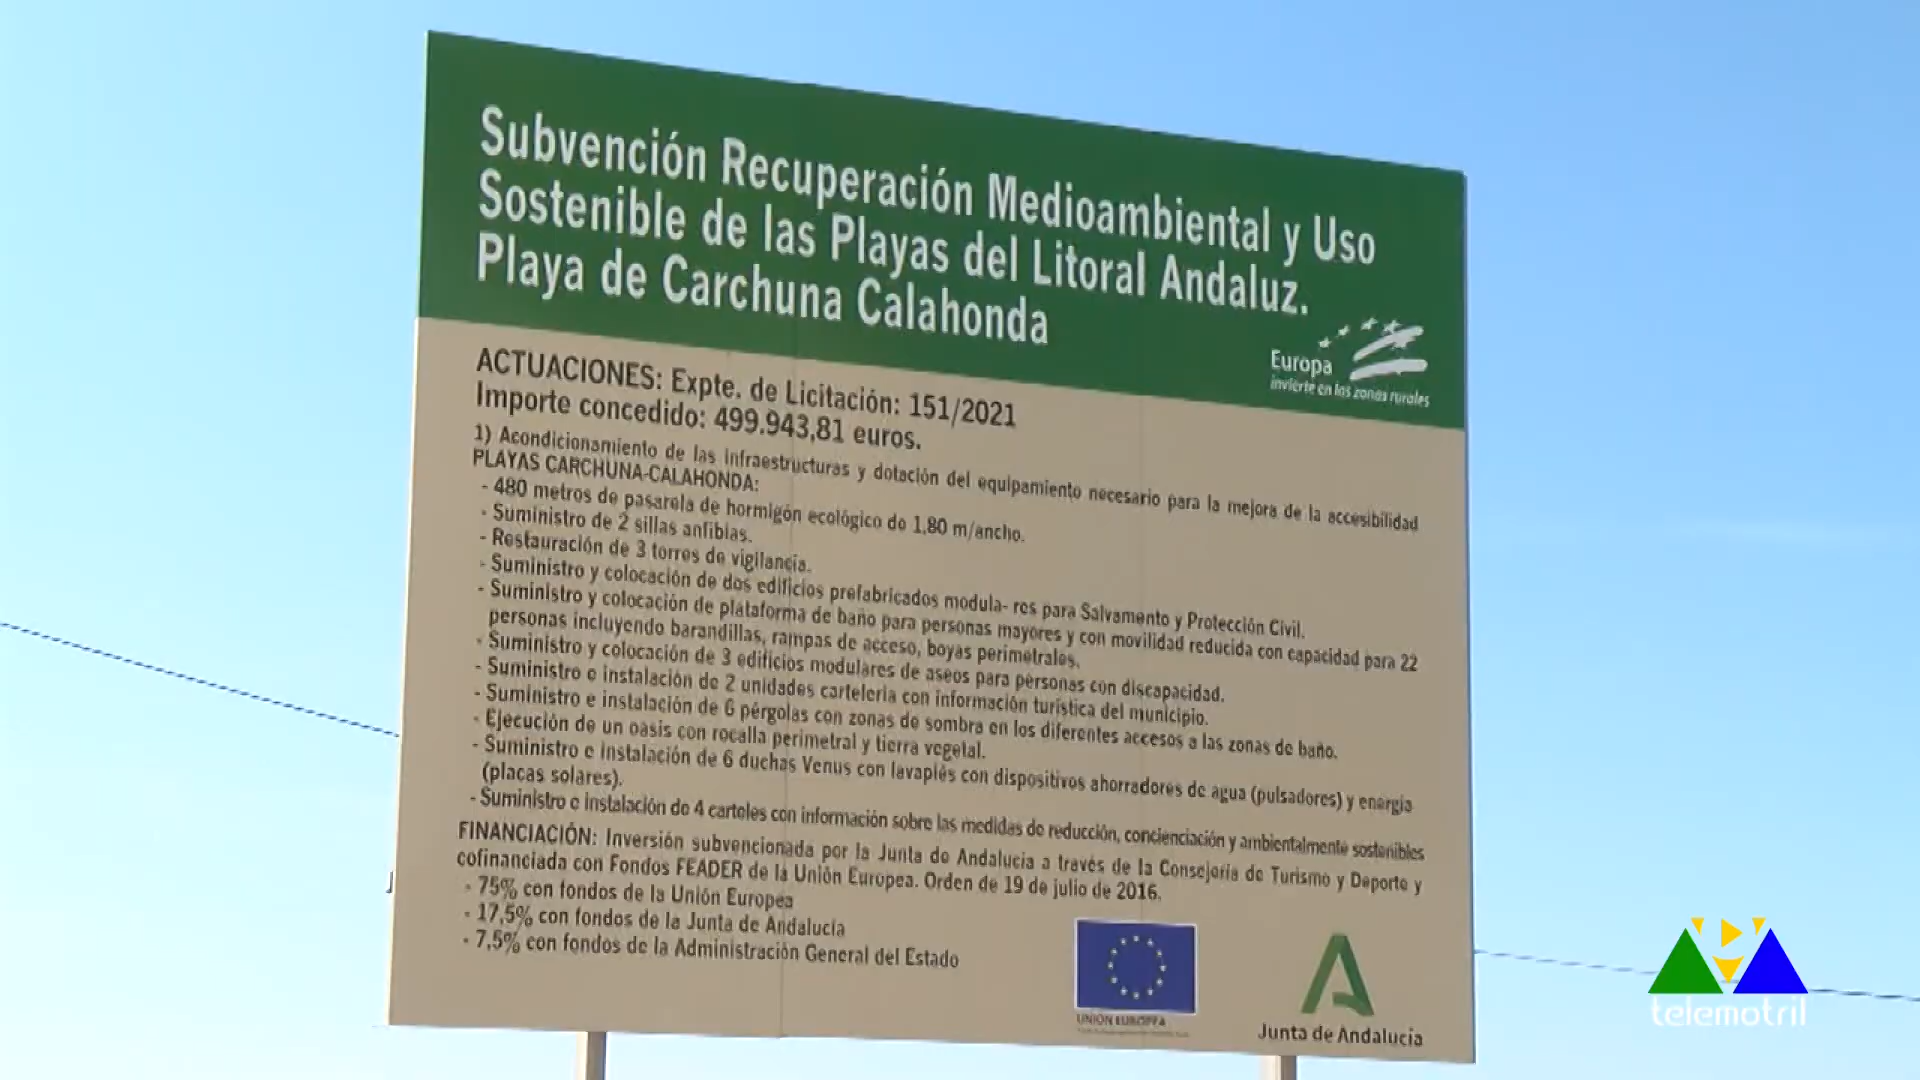 Subvención Recuperación Medioambiental y Uso
Sostenible de las Playas del Litoral Andaluz.
Playa de Carchuna Calahonda
Europa
invierte en las zonas rurales
ACTUACIONES: Expte. de Licitación: 151/2021
Importe concedido: 499.943,81 euros.
1) Acondicionamiento de las infraestructuras y dotación del equipamiento necesario para la mejora de la accesibilidad
PLAYAS CARCHUNA-CALAHONDA:
- 480 metros de pasarela de hormigón ecológico de 1,80 m/ancho.
- Suministro de 2 sillas anfibias.
- Restauración de 3 torres de vigilancia.
- Suministro y colocación de dos edificios prefabricados modula- res para Salvamento y Protección Civil.
- Suministro y colocación de plataforma de baño para personas mayores y con movilidad reducida con capacidad para 22
personas incluyendo barandillas, rampas de acceso, boyas perimetrales.
- Suministro y colocación de 3 edificios modulares de aseos para personas con discapacidad.
- Suministro e instalación de 2 unidades cartelería con información turística del municipio.
- Suministro e instalación de 6 pérgolas con zonas de sombra en los diferentes accesos a las zonas de baño.
- Ejecución de un oasis con rocalla perimetral y tierra vegetal.
- Suministro e instalación de 6 duchas Venus con lavapiés con dispositivos ahorradores de agua (pulsadores) y energía
(placas solares).
- Suministro e instalación de 4 carteles con información sobre las medidas de reducción, concienciación y ambientalmente sostenibles
FINANCIACIÓN: Inversión subvencionada por la Junta de Andalucía a través de la Consejería de Turismo y Deporte y
cofinanciada con Fondos FEADER de la Unión Europea. Orden de 19 de julio de 2016.
- 75% con fondos de la Unión Europea
- 17,5% con fondos de la Junta de Andalucía
- 7,5% con fondos de la Administración General del Estado
UNIÓN EUROPEA
Junta de Andalucía
telemotril